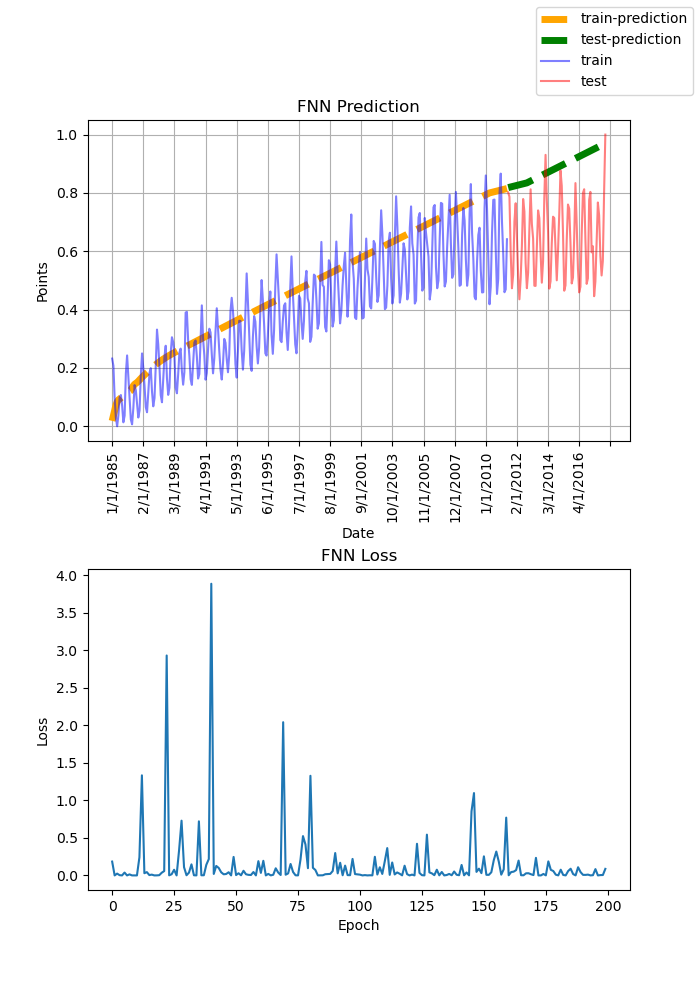 train-prediction
test-prediction
train
test
FNN Prediction
1.0
0.8
0.6
0.4
0.2
0.0
Points
1/1/1985
2/1/1987
3/1/1989
4/1/1991
5/1/1993
6/1/1995
7/1/1997
8/1/1999
9/1/2001
10/1/2003
11/1/2005
12/1/2007
1/1/2010
2/1/2012
3/1/2014
4/1/2016
Date
FNN Loss
4.0
3.5
3.0
2.5
2.0
1.5
1.0
0.5
0.0
Loss
0 25 50 75 100 125 150 175 200
Epoch